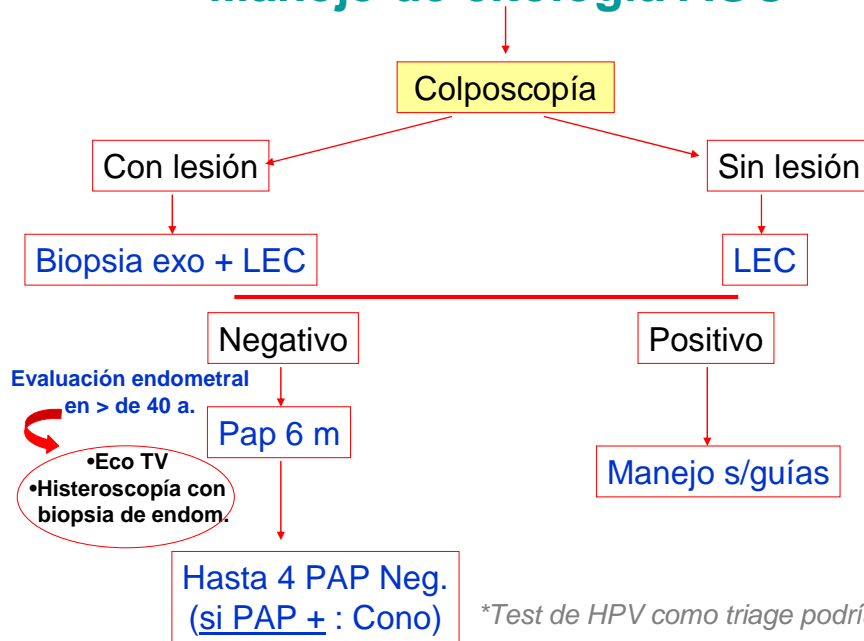 Colposcopía
Con lesión
Sin lesión
Biopsia exo + LEC
LEC
Negativo
Positivo
Evaluación endometral
en > de 40 a.
Pap 6 m
•Eco TV
•Histeroscopía con
biopsia de endom.
Manejo s/guías
Hasta 4 PAP Neg.
(si PAP + : Cono)
*Test de HPV como triage